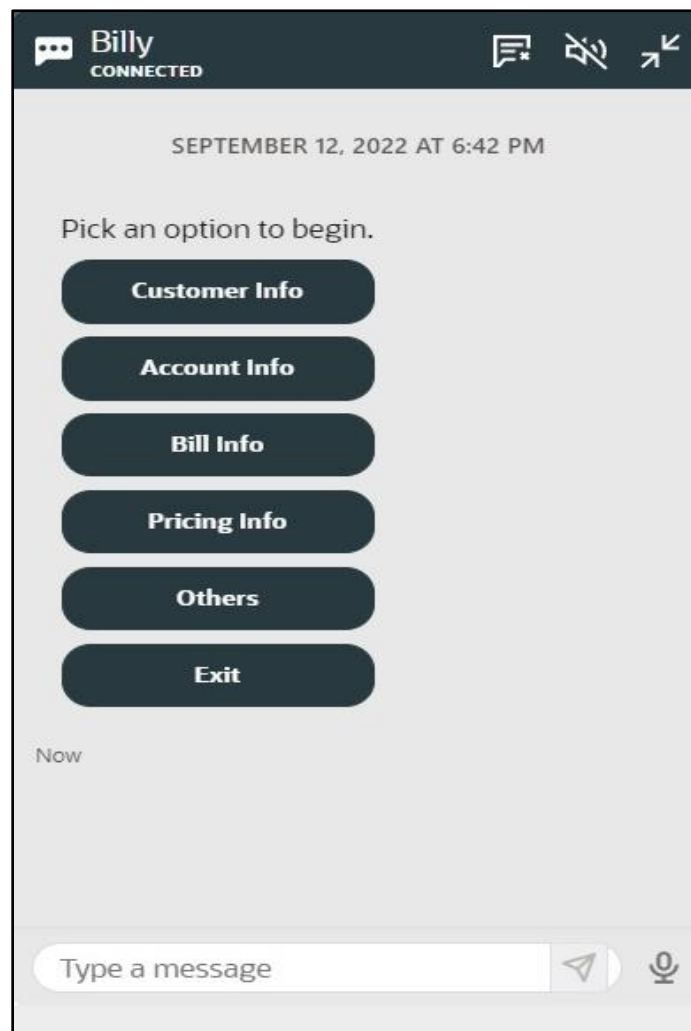 Billy
CONNECTED
SEPTEMBER 12, 2022 AT 6:42 PM
Pick an option to begin.
Customer Info
Account Info
Bill Info
Pricing Info
Others
Exit
Now
Type a message